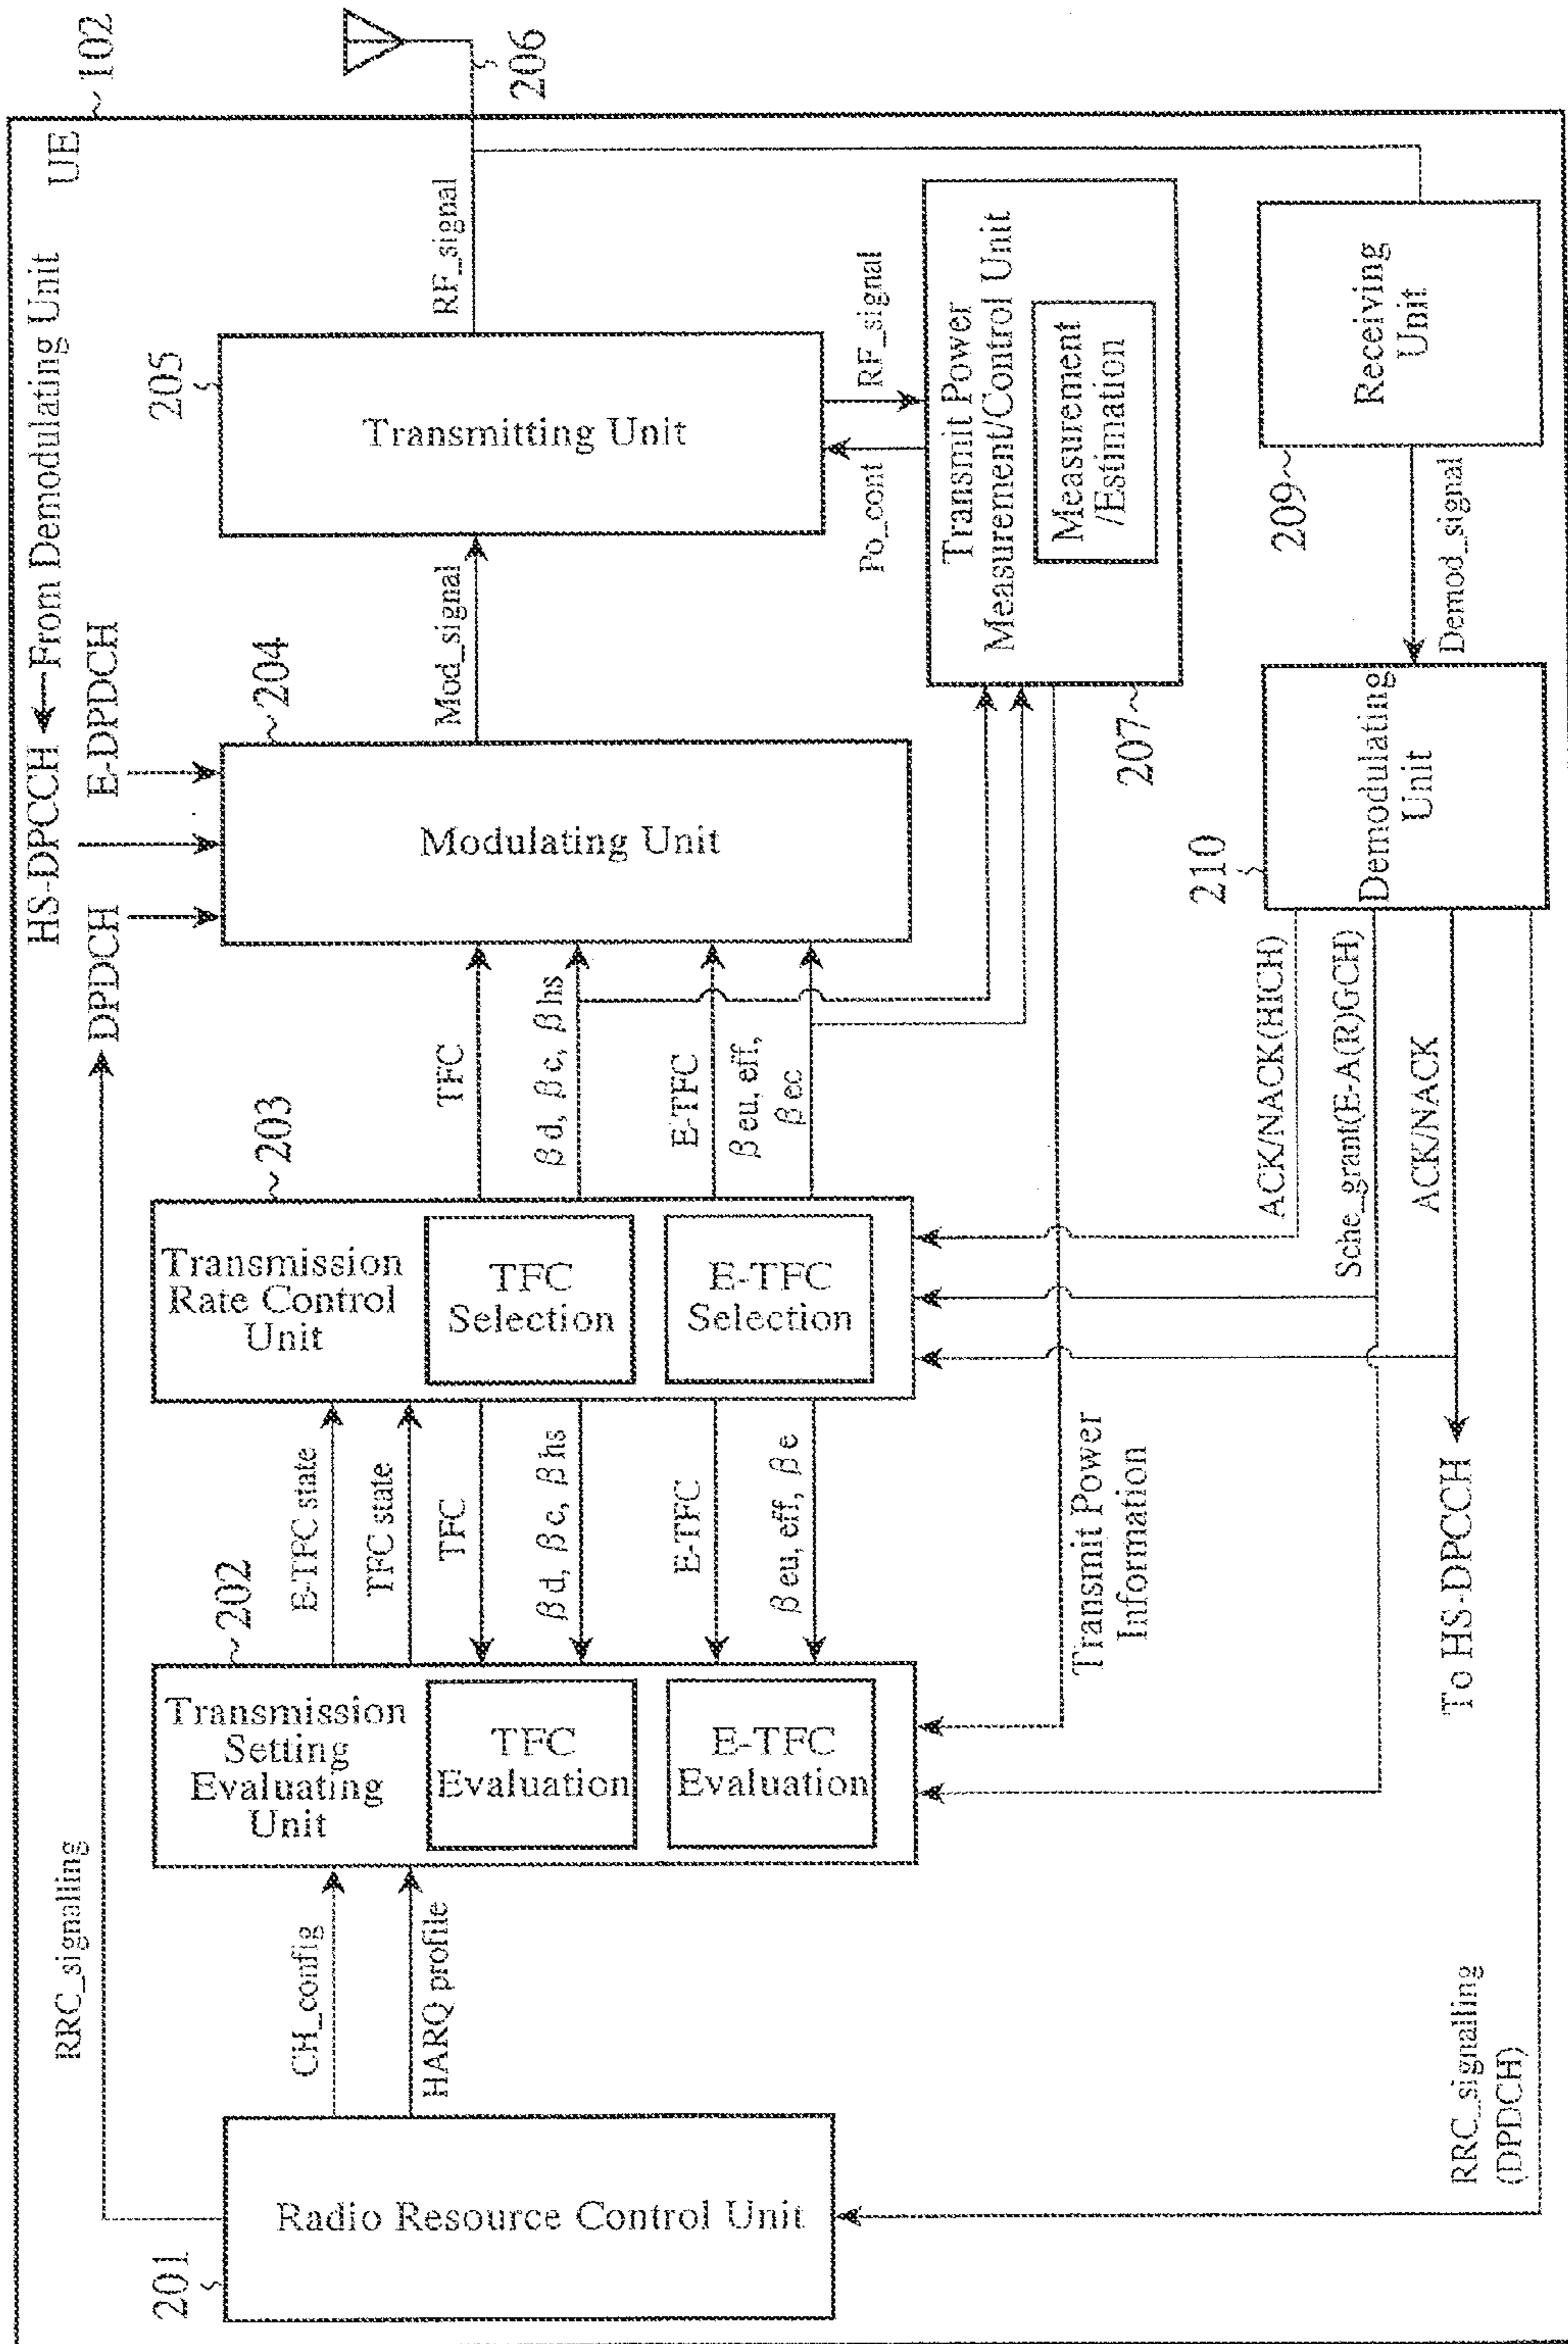 UE
102
HS-DPCCH
From Demodulating Unit
RRC_signalling
DPDCH
E-DPDCH
201
Radio Resource Control Unit
CH_config
HARQ profile
202
Transmission
Setting
Evaluating
Unit
TFC
Evaluation
E-TFC
Evaluation
E-TFC state
TFC state
TFC
βd, βc, βhs
E-TFC
βeu, eff, βe
203
Transmission
Rate Control
Unit
TFC
Selection
E-TFC
Selection
TFC
βd, βc, βhs
E-TFC
βeu, eff,
βec
204
Modulating Unit
Mod_signal
205
Transmitting Unit
RF_signal
206
Po_cont
RF_signal
Transmit Power
Measurement/Control Unit
Measurement
/Estimation
207
Transmit Power
Information
209
Receiving
Unit
Demod_signal
210
Demodulating
Unit
ACK/NACK(HICH)
Sche_grant(E-A(R)GCH)
ACK/NACK
To HS-DPCCH
RRC_signalling
(DPDCH)